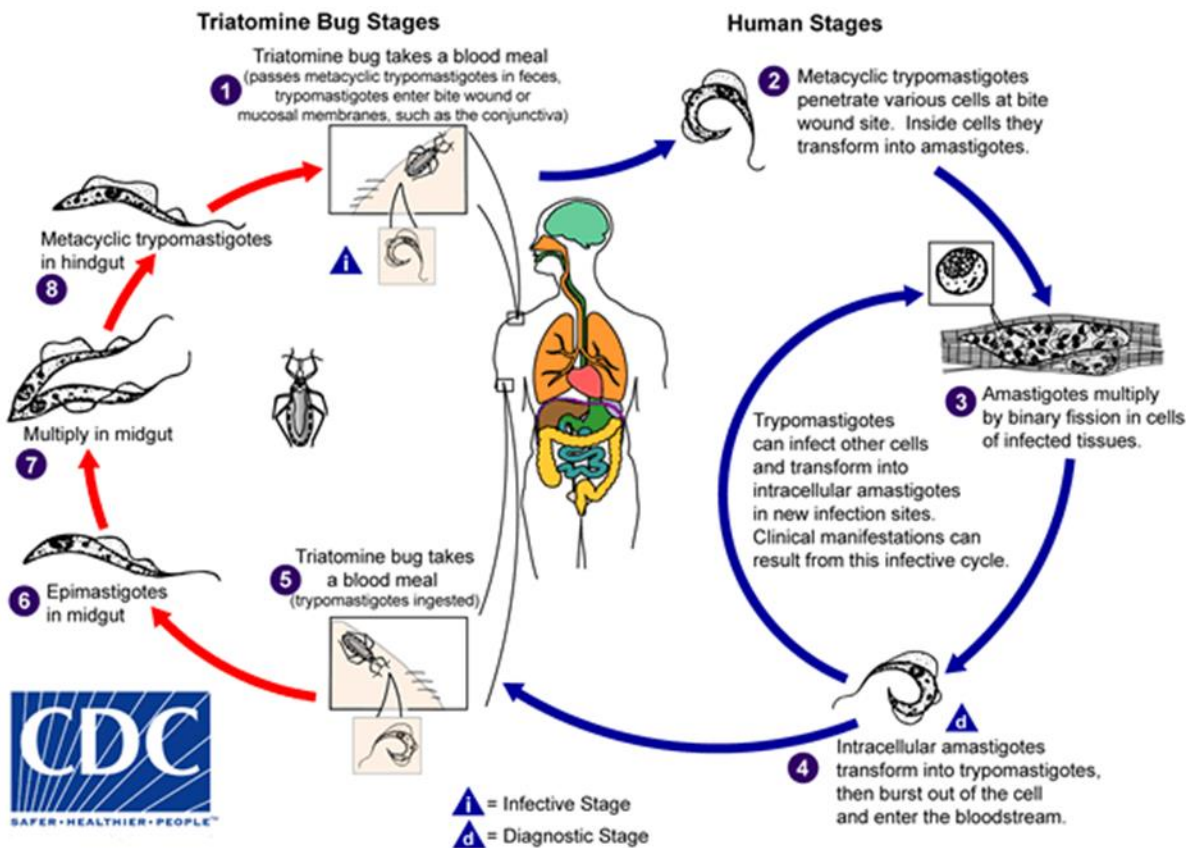 Triatomine Bug Stages
Human Stages
Triatomine bug takes a blood meal
(passes metacyclic trypomastigotes in feces,
trypomastigotes enter bite wound or
mucosal membranes, such as the conjunctiva)
1
2
Metacyclic trypomastigotes
penetrate various cells at bite
wound site. Inside cells they
transform into amastigotes.
i
Metacyclic trypomastigotes
in hindgut
8
3
Amastigotes multiply
by binary fission in cells
of infected tissues.
Trypomastigotes
can infect other cells
and transform into
intracellular amastigotes
in new infection sites.
Clinical manifestations can
result from this infective cycle.
Multiply in midgut
7
5
Triatomine bug takes
a blood meal
(trypomastigotes ingested)
6
Epimastigotes
in midgut
d
4
Intracellular amastigotes
transform into trypomastigotes,
then burst out of the cell
and enter the bloodstream.
CDC
SAFER•HEALTHIER•PEOPLE™
i = Infective Stage
d = Diagnostic Stage